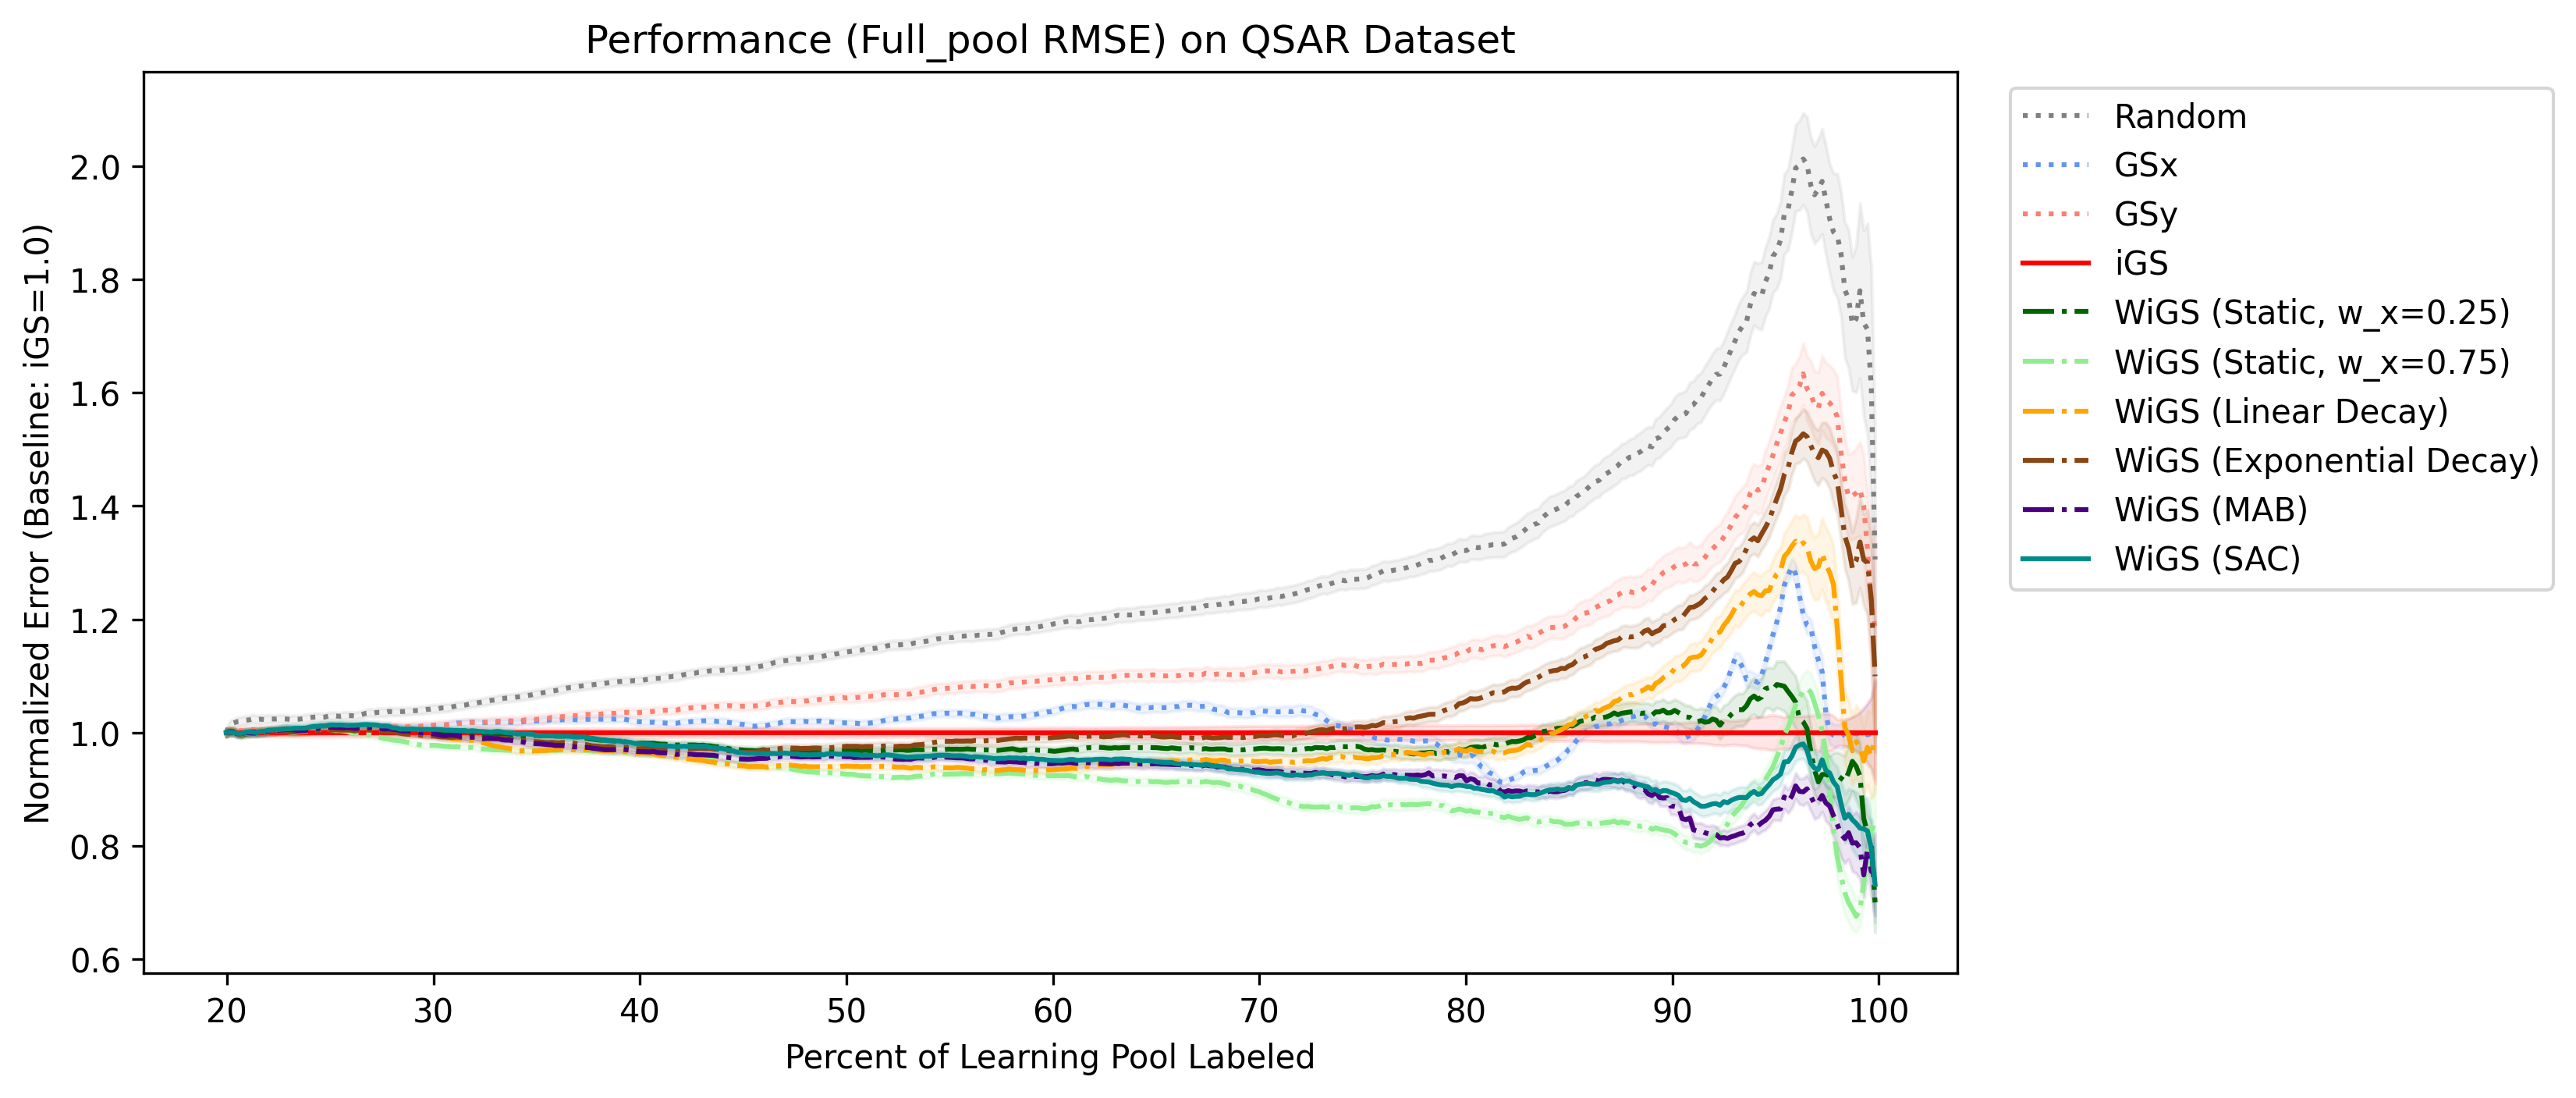 Performance (Full_pool RMSE) on QSAR Dataset
Normalized Error (Baseline: iGS=1.0)
2.0
1.8
1.6
1.4
1.2
1.0
0.8
0.6
20 30 40 50 60 70 80 90 100
Percent of Learning Pool Labeled
Random
GSx
GSy
iGS
WiGS (Static, w_x=0.25)
WiGS (Static, w_x=0.75)
WiGS (Linear Decay)
WiGS (Exponential Decay)
WiGS (MAB)
WiGS (SAC)